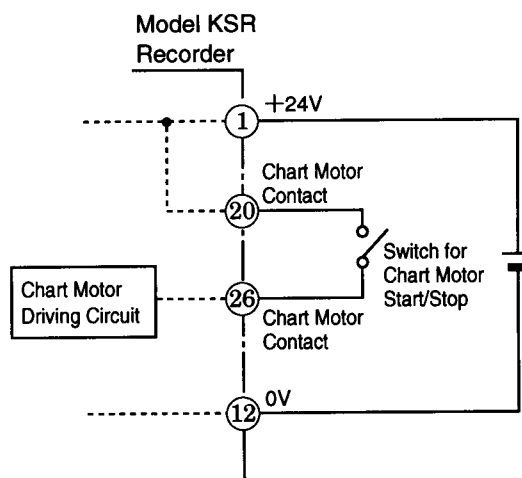 Model KSR
Recorder
1
+24V
Chart Motor
Contact
20
Switch for
Chart Motor
Start/Stop
Chart Motor
Driving Circuit
26
Chart Motor
Contact
12
0V